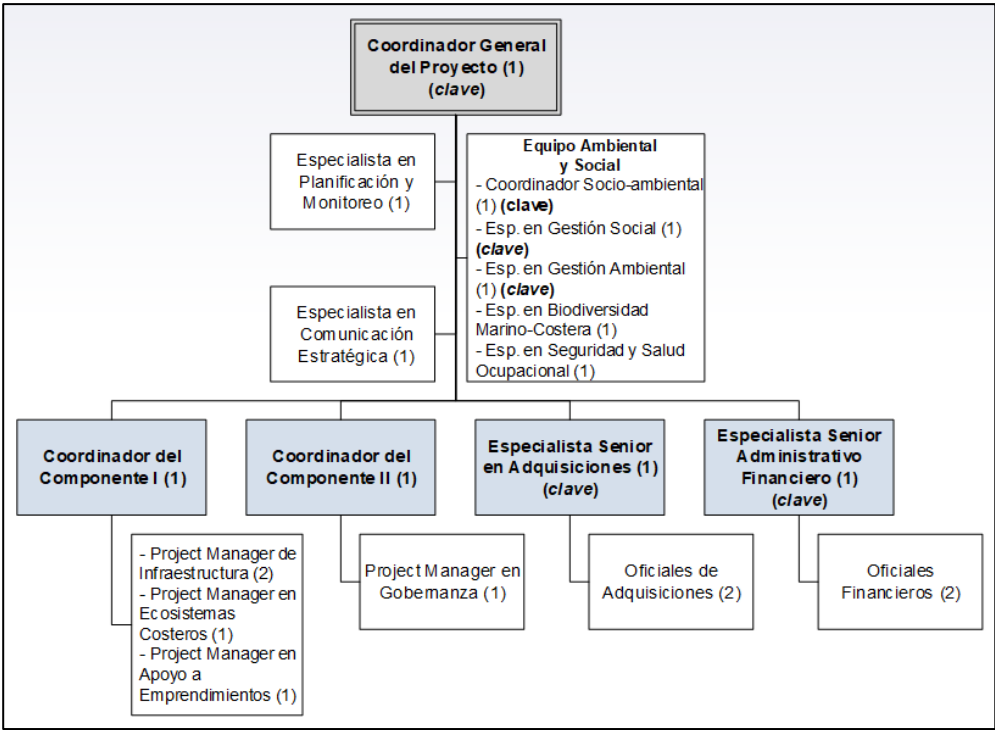 Coordinador General
del Proyecto (1)
(clave)
Especialista en
Planificación y
Monitoreo (1)
Equipo Ambiental
y Social
- Coordinador Socio-ambiental
(1) (clave)
- Esp. en Gestión Social (1)
(clave)
- Esp. en Gestión Ambiental
(1) (clave)
- Esp. en Biodiversidad
Marino-Costera (1)
- Esp. en Seguridad y Salud
Ocupacional (1)
Especialista en
Comunicación
Estratégica (1)
Coordinador del
Componente I (1)
Coordinador del
Componente II (1)
Especialista Senior
en Adquisiciones (1)
(clave)
Especialista Senior
Administrativo
Financiero (1)
(clave)
- Project Manager de
Infraestructura (2)
- Project Manager en
Ecosistemas
Costeros (1)
- Project Manager en
Apoyo a
Emprendimientos (1)
Project Manager en
Gobernanza (1)
Oficiales de
Adquisiciones (2)
Oficiales
Financieros (2)